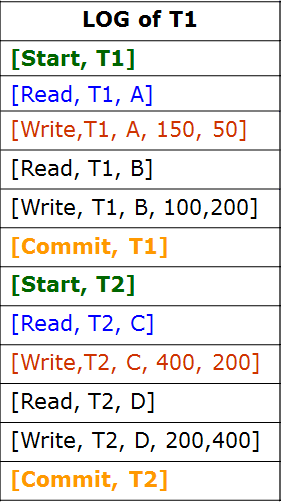 LOG of T1
[Start, T1]
[Read, T1, A]
[Write,T1, A, 150, 50]
[Read, T1, B]
[Write, T1, B, 100,200]
[Commit, T1]
[Start, T2]
[Read, T2, C]
[Write,T2, C, 400, 200]
[Read, T2, D]
[Write, T2, D, 200,400]
[Commit, T2]